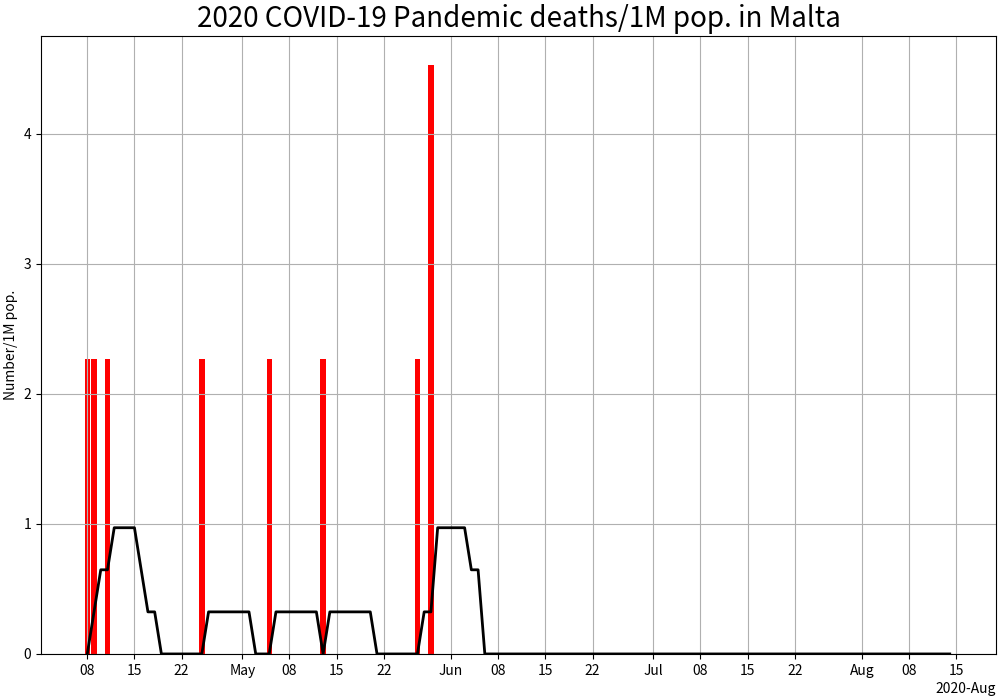 2020 COVID-19 Pandemic deaths/1M pop. in Malta
Number/1M pop.
4
3
2
1
0
08 15 22 May 08 15 22 Jun 08 15 22 Jul 08 15 22 Aug 08 15
2020-Aug